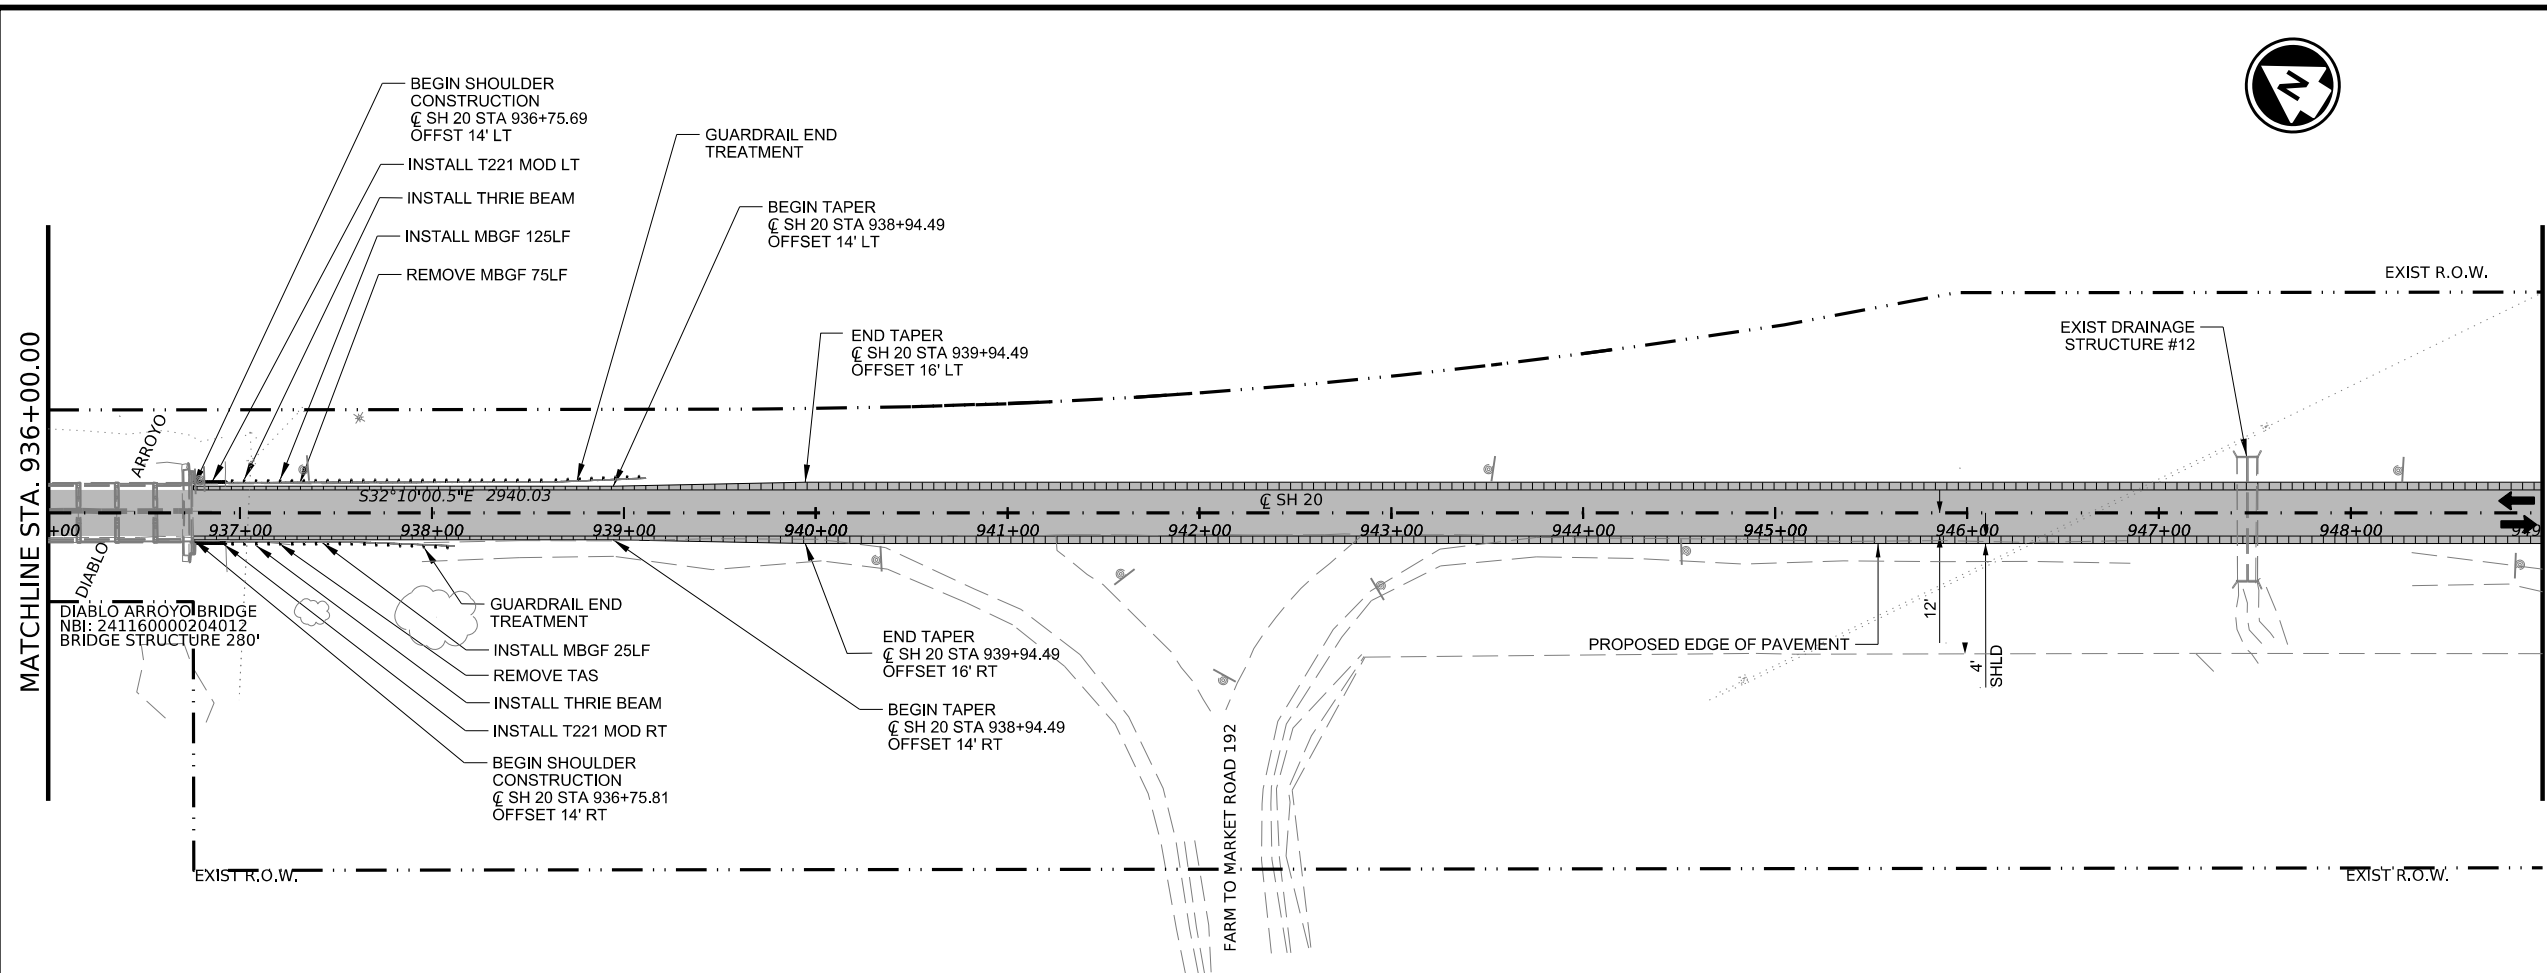 BEGIN SHOULDER
CONSTRUCTION
℄ SH 20 STA 936+75.69
OFFST 14' LT
INSTALL T221 MOD LT
INSTALL THRIE BEAM
INSTALL MBGF 125LF
REMOVE MBGF 75LF
GUARDRAIL END
TREATMENT
BEGIN TAPER
℄ SH 20 STA 938+94.49
OFFSET 14' LT
END TAPER
℄ SH 20 STA 939+94.49
OFFSET 16' LT
N
EXIST R.O.W.
EXIST DRAINAGE
STRUCTURE #12
MATCHLINE STA. 936+00.00
ARROYO
DIABLO
S32°10'00.5"E 2940.03
℄ SH 20
+00
937+00
938+00
939+00
940+00
941+00
942+00
943+00
944+00
945+00
946+00
947+00
948+00
949
DIABLO ARROYO BRIDGE
NBI: 241160000204012
BRIDGE STRUCTURE 280'
GUARDRAIL END
TREATMENT
INSTALL MBGF 25LF
REMOVE TAS
INSTALL THRIE BEAM
INSTALL T221 MOD RT
BEGIN SHOULDER
CONSTRUCTION
℄ SH 20 STA 936+75.81
OFFSET 14' RT
END TAPER
℄ SH 20 STA 939+94.49
OFFSET 16' RT
BEGIN TAPER
℄ SH 20 STA 938+94.49
OFFSET 14' RT
FARM TO MARKET ROAD 192
PROPOSED EDGE OF PAVEMENT
12'
4'
SHLD
EXIST R.O.W.
EXIST R.O.W.